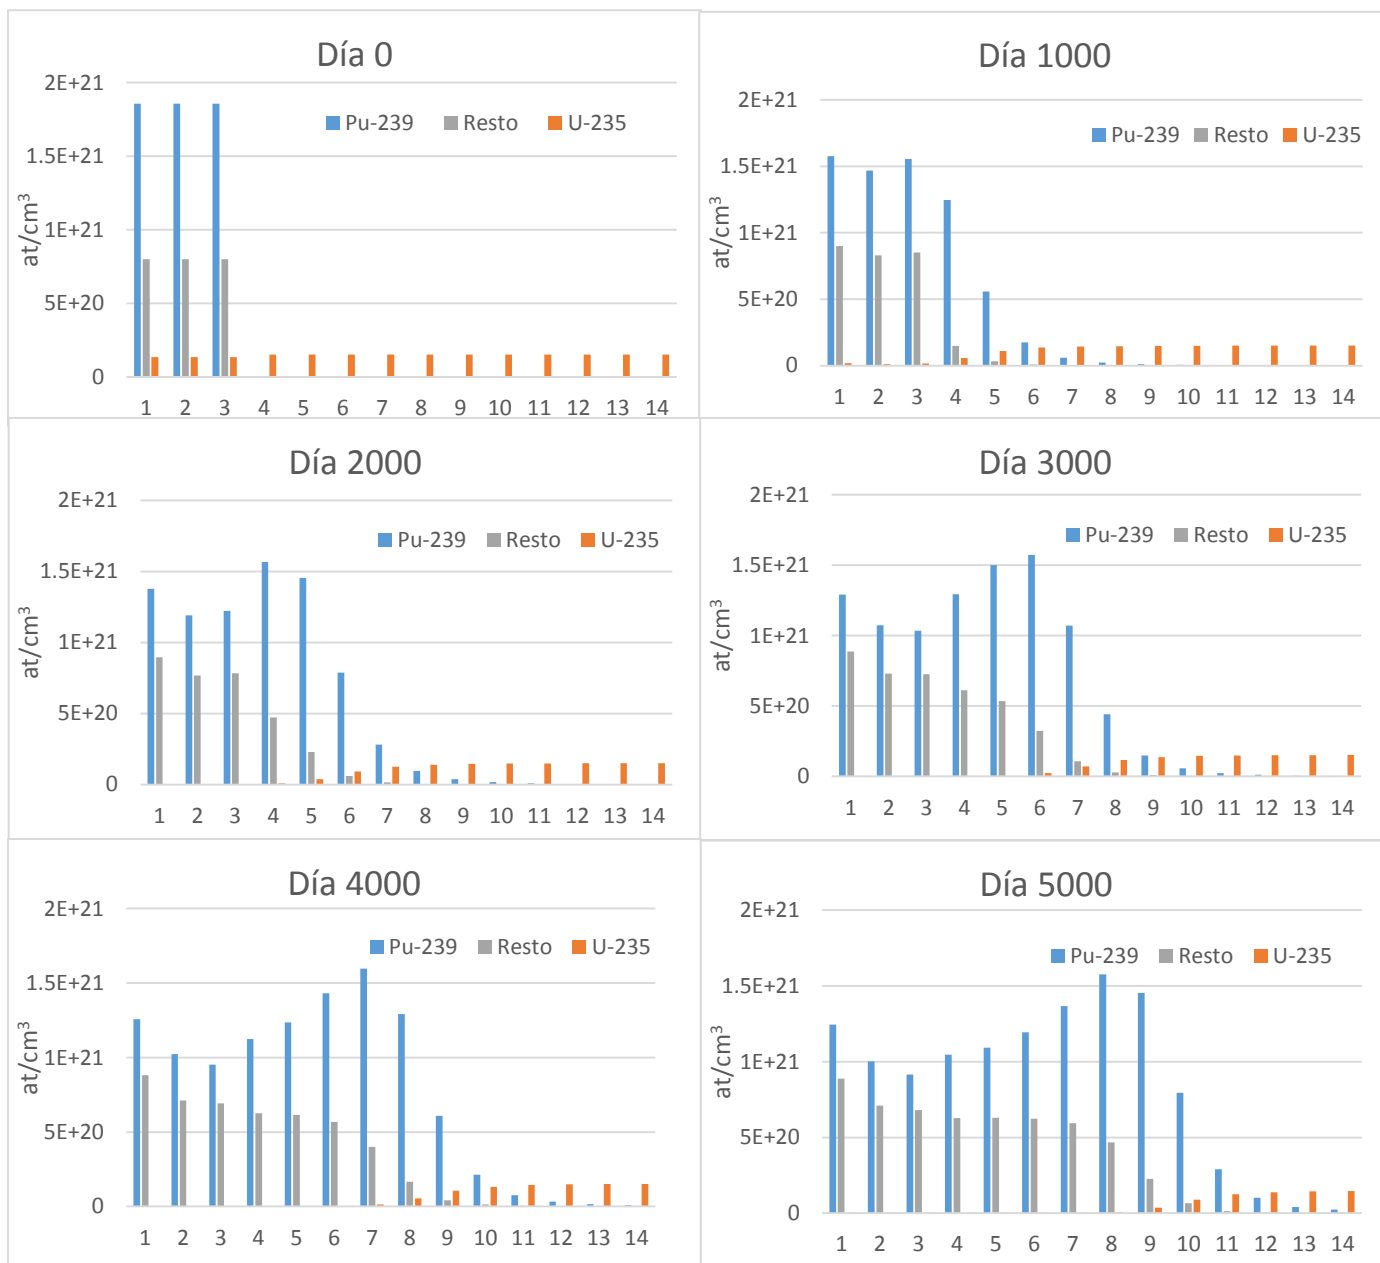 Día 0
2E+21
Pu-239 Resto U-235
1.5E+21
1E+21
5E+20
0
at/cm³
1 2 3 4 5 6 7 8 9 10 11 12 13 14
Día 1000
2E+21
Pu-239 Resto U-235
1.5E+21
1E+21
5E+20
0
at/cm³
1 2 3 4 5 6 7 8 9 10 11 12 13 14
Día 2000
2E+21
Pu-239 Resto U-235
1.5E+21
1E+21
5E+20
0
at/cm³
1 2 3 4 5 6 7 8 9 10 11 12 13 14
Día 3000
2E+21
Pu-239 Resto U-235
1.5E+21
1E+21
5E+20
0
at/cm³
1 2 3 4 5 6 7 8 9 10 11 12 13 14
Día 4000
2E+21
Pu-239 Resto U-235
1.5E+21
1E+21
5E+20
0
at/cm³
1 2 3 4 5 6 7 8 9 10 11 12 13 14
Día 5000
2E+21
Pu-239 Resto U-235
1.5E+21
1E+21
5E+20
0
at/cm³
1 2 3 4 5 6 7 8 9 10 11 12 13 14